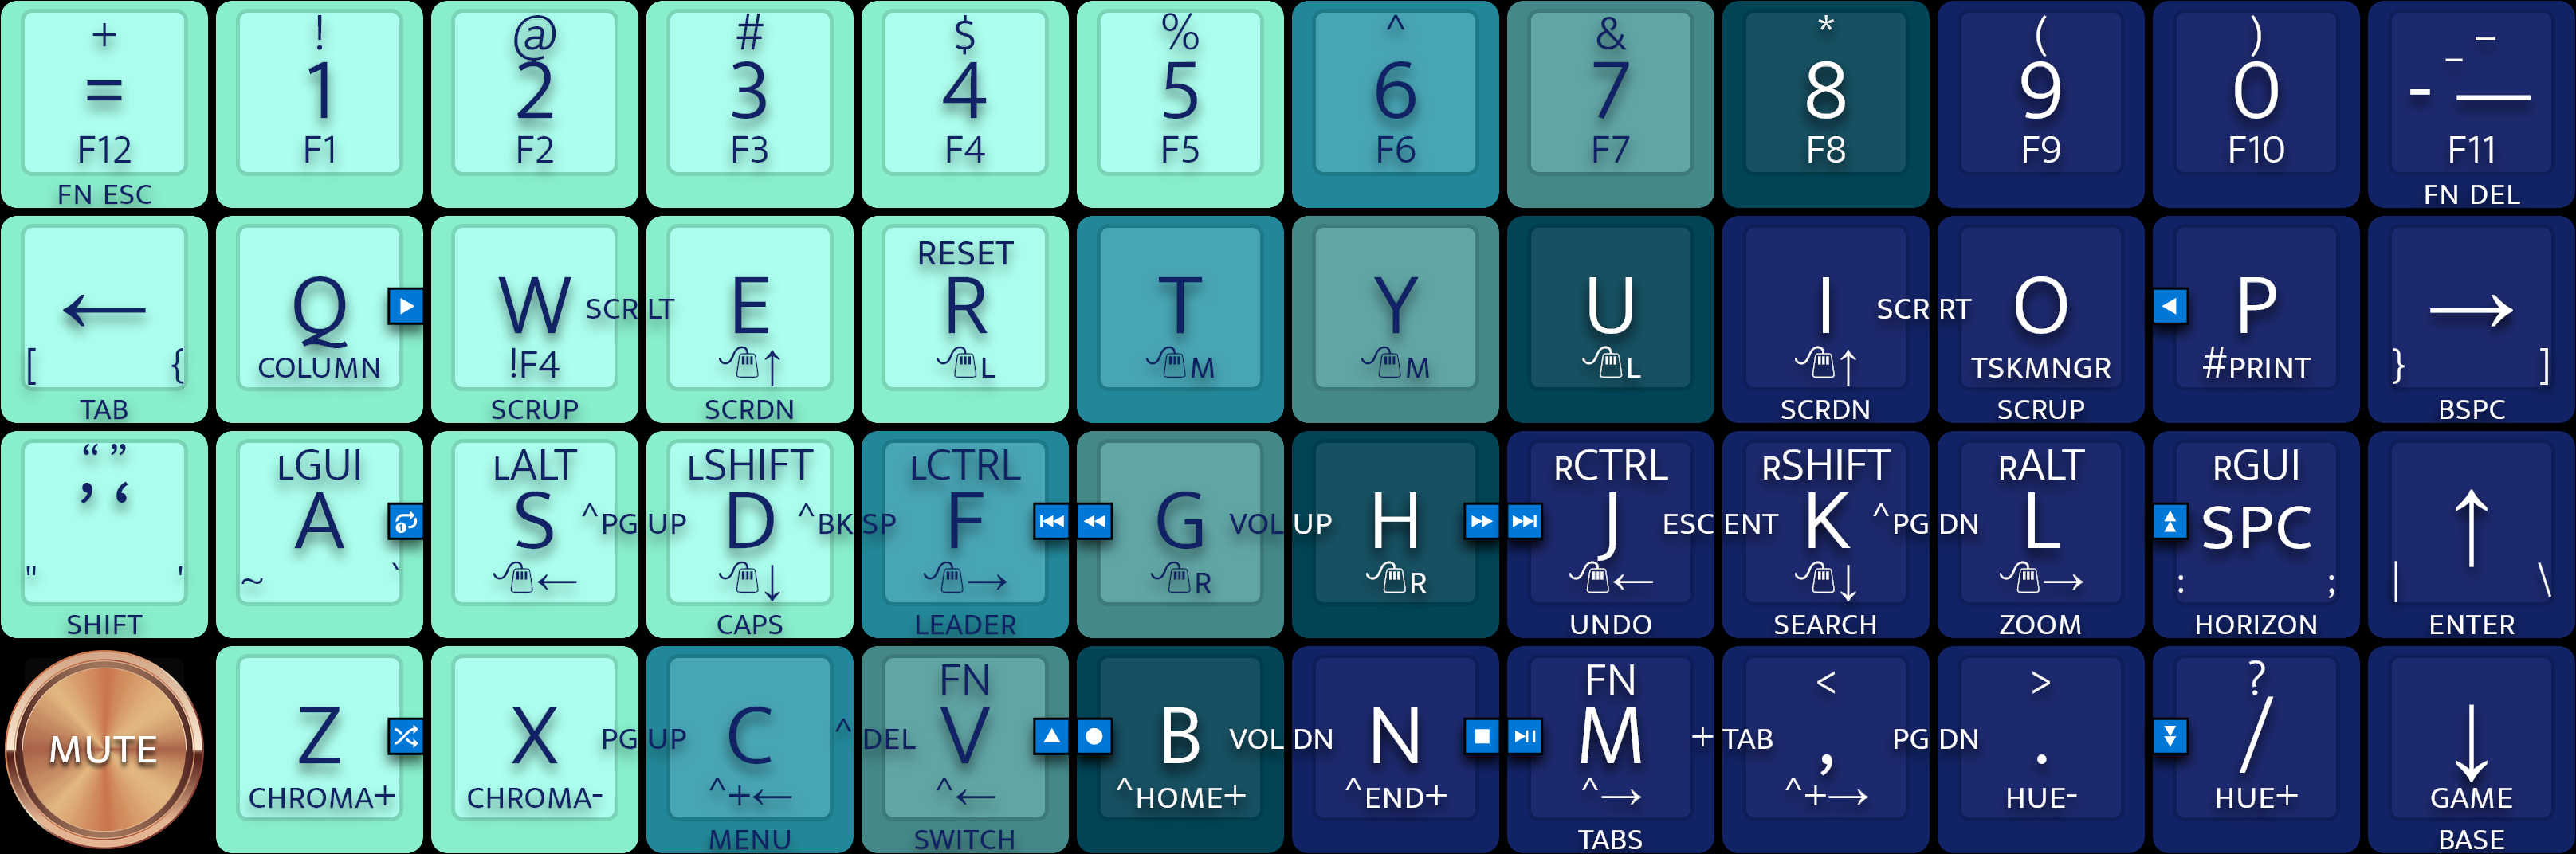 + ! @ # $ % ^ & * ( ) _ –
= 1 2 3 4 5 6 7 8 9 0 - —
F12 F1 F2 F3 F4 F5 F6 F7 F8 F9 F10 F11
FN ESC FN DEL
RESET
← Q W SCR LT E R T Y U I SCR RT O P →
[ { COLUMN !F4 ↑ L M M L ↑ TSKMNGR #PRINT } ]
TAB SCRUP SCRDN SCRDN SCRUP BSPC
“ ” LGUI LALT LSHIFT LCTRL RCTRL RSHIFT RALT RGUI
’ ‘ A S ^PG UP D ^BK SP F G VOL UP H J ESC ENT K ^PG DN L SPC ↑
" ' ~ ` ← ↓ → R R ← ↓ → : ; | \
SHIFT CAPS LEADER UNDO SEARCH ZOOM HORIZON ENTER
FN FN < > ?
MUTE Z X PG UP C ^ DEL V B VOL DN N M + TAB , PG DN . / ↓
CHROMA+ CHROMA- ^+← ^← ^HOME+ ^END+ ^→ ^+→ HUE- HUE+ GAME
MENU SWITCH TABS BASE